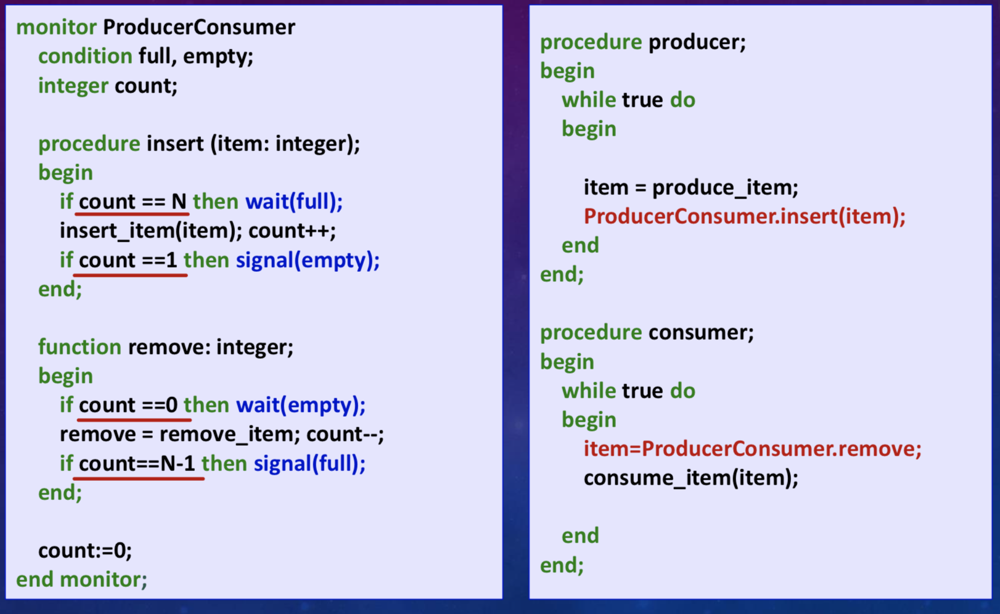 monitor ProducerConsumer
condition full, empty;
integer count;
procedure insert (item: integer);
begin
if count == N then wait(full);
insert_item(item); count++;
if count ==1 then signal(empty);
end;
function remove: integer;
begin
if count ==0 then wait(empty);
remove = remove_item; count--;
if count==N-1 then signal(full);
end;
count:=0;
end monitor;
procedure producer;
begin
while true do
begin
item = produce_item;
ProducerConsumer.insert(item);
end
end;
procedure consumer;
begin
while true do
begin
item=ProducerConsumer.remove;
consume_item(item);
end
end;